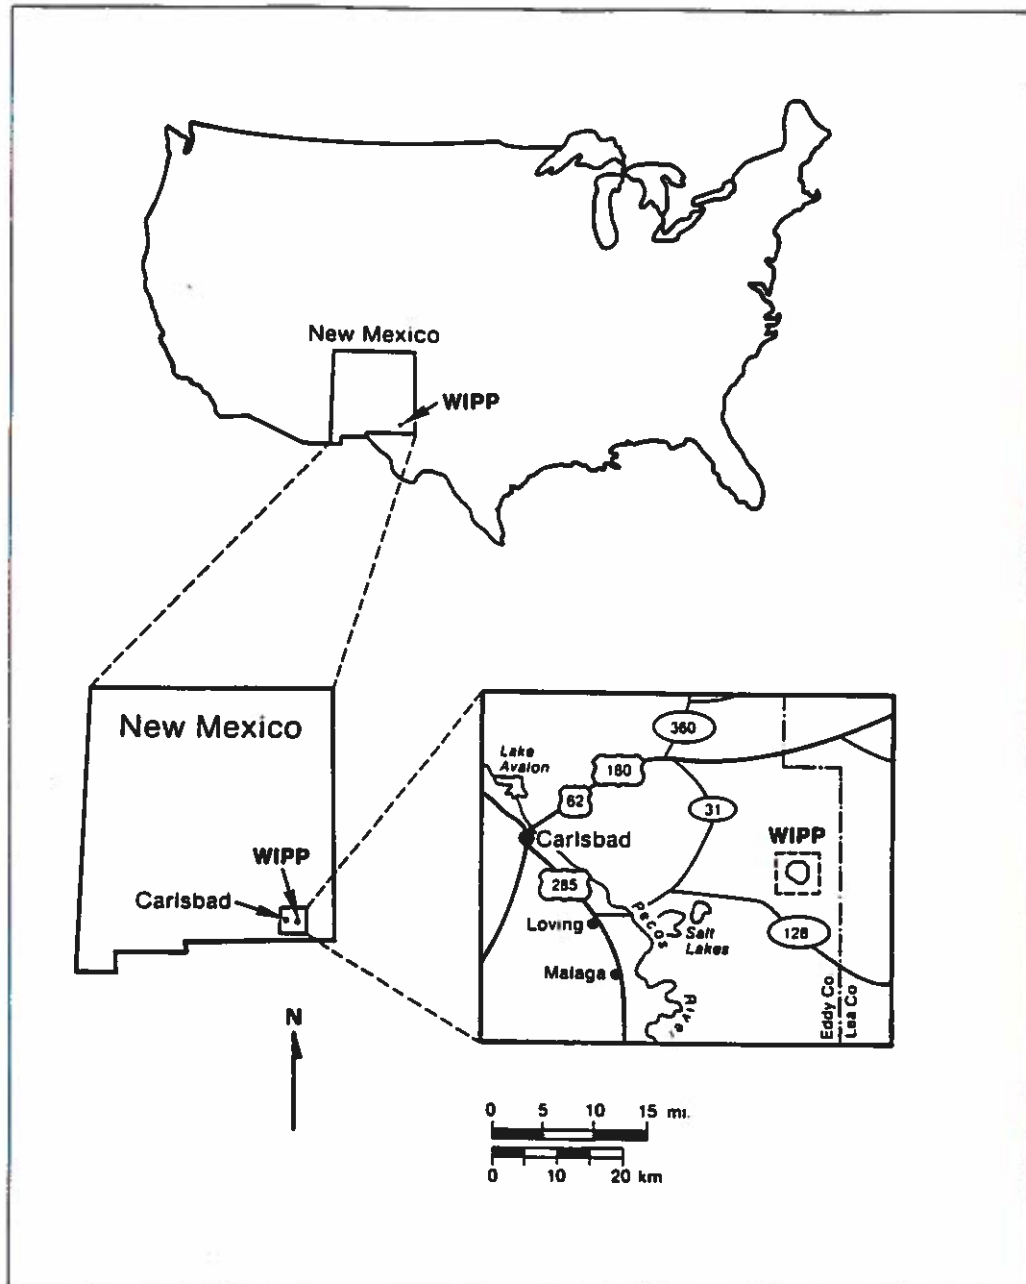 New Mexico
WIPP
New Mexico
WIPP
Carlsbad
N
360
Lake
Avalon
180
62
31
Carlsbad
WIPP
285
Pecos
Loving
Salt
Lakes
128
Malaga
River
Eddy Co
Lea Co
0 5 10 15 mi.
0 10 20 km